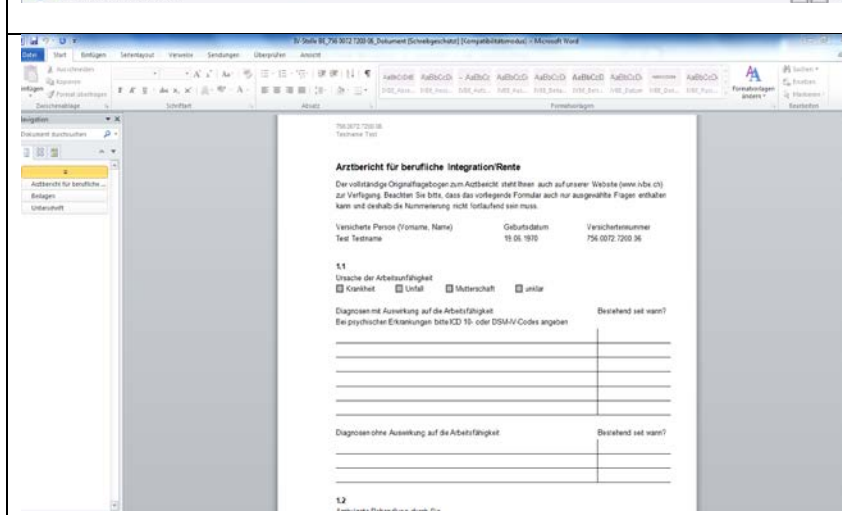 IV-Stelle BE_756 0072 7200 06_Dokument [Schreibgeschützt] [Kompatibilitätsmodus] - Microsoft Word
Datei Start Einfügen Seitenlayout Verweise Sendungen Überprüfen Ansicht
Ausschneiden
Kopieren
Format übertragen
Suchen
Ersetzen
Markieren
Formatvorlagen ändern
Zwischenablage Schriftart Absatz Formatvorlagen Bearbeiten
Navigation
Dokument durchsuchen
Arztbericht für berufliche ...
Beilagen
Unterschrift
Testname Test
Arztbericht für berufliche Integration/Rente
Der vollständige Originalfragebogen zum Arztbericht steht Ihnen auch auf unserer Website (www.ivbe.ch)
zur Verfügung. Beachten Sie bitte, dass das vorliegende Formular auch nur ausgewählte Fragen enthalten
kann und deshalb die Nummerierung nicht fortlaufend sein muss.
Versicherte Person (Vorname, Name) Geburtsdatum Versichertennummer
Test Testname 19.06.1970 756.0072.7200.06
1.1
Ursache der Arbeitsunfähigkeit
Krankheit Unfall Mutterschaft unklar
Diagnosen mit Auswirkung auf die Arbeitsfähigkeit Bestehend seit wann?
Bei psychischen Erkrankungen bitte ICD 10- oder DSM-IV-Codes angeben
Diagnosen ohne Auswirkung auf die Arbeitsfähigkeit Bestehend seit wann?
1.2